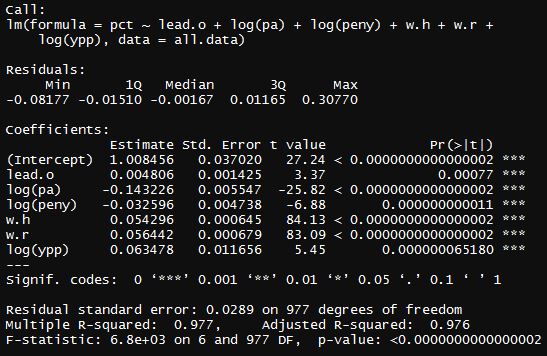 Call:
lm(formula = pct ~ lead.o + log(pa) + log(peny) + w.h + w.r +
    log(ypp), data = all.data)

Residuals:
     Min       1Q   Median       3Q      Max
-0.08177 -0.01510 -0.00167  0.01165  0.30770

Coefficients:
             Estimate Std. Error t value             Pr(>|t|)
(Intercept)  1.008456   0.037020   27.24 < 0.0000000000000002 ***
lead.o       0.004806   0.001425    3.37              0.00077 ***
log(pa)     -0.143226   0.005547  -25.82 < 0.0000000000000002 ***
log(peny)   -0.032596   0.004738   -6.88       0.000000000011 ***
w.h          0.054296   0.000645   84.13 < 0.0000000000000002 ***
w.r          0.056442   0.000679   83.09 < 0.0000000000000002 ***
log(ypp)     0.063478   0.011656    5.45       0.000000065180 ***
---
Signif. codes:  0 ‘***’ 0.001 ‘**’ 0.01 ‘*’ 0.05 ‘.’ 0.1 ‘ ’ 1

Residual standard error: 0.0289 on 977 degrees of freedom
Multiple R-squared:  0.977,     Adjusted R-squared:  0.976
F-statistic: 6.8e+03 on 6 and 977 DF,  p-value: <0.0000000000000002